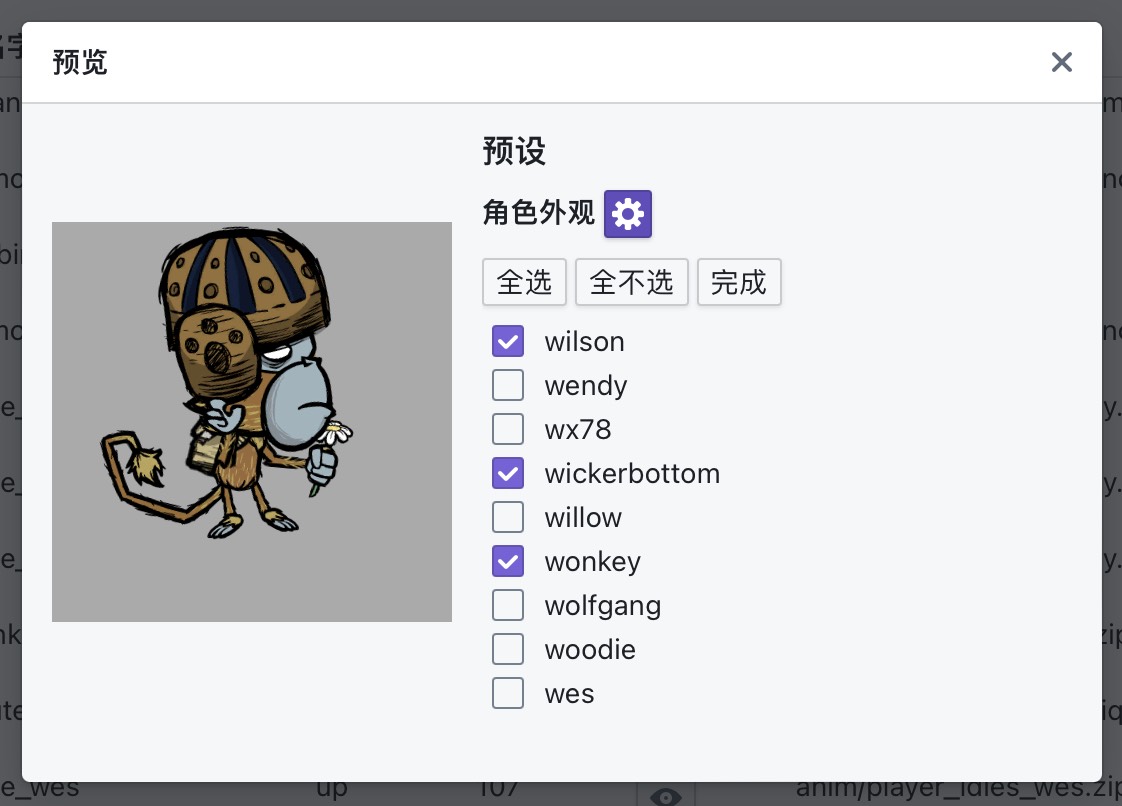 预览
预设
角色外观
全选 全不选 完成
wilson
wendy
wx78
wickerbottom
willow
wonkey
wolfgang
woodie
wes
e_wes up 107 anim/player_idles_wes.zip